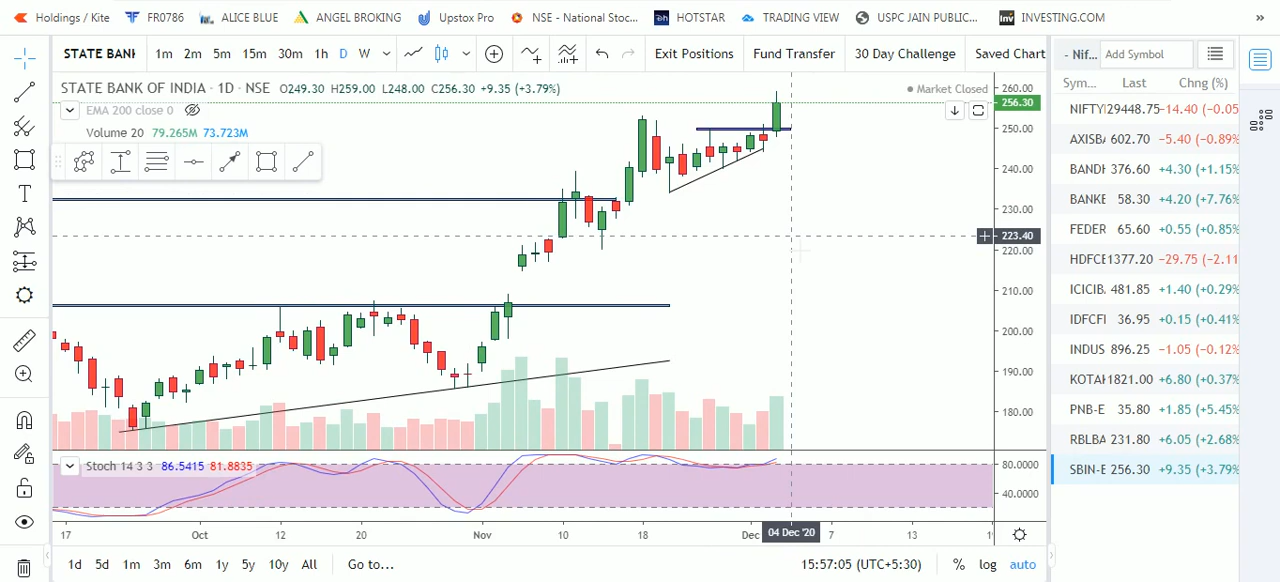 Holdings / Kite FR0786 ALICE BLUE ANGEL BROKING Upstox Pro NSE - National Stoc... HOTSTAR TRADING VIEW USPC JAIN PUBLIC... INVESTING.COM »
STATE BANK 1m 2m 5m 15m 30m 1h D W Exit Positions Fund Transfer 30 Day Challenge Saved Chart - Nif... Add Symbol
STATE BANK OF INDIA · 1D · NSE O249.30 H259.00 L248.00 C256.30 +9.35 (+3.79%) Market Closed
EMA 200 close 0
Volume 20 79.265M 73.723M
260.00
256.30
250.00
240.00
230.00
223.40
220.00
210.00
200.00
190.00
180.00
Stoch 14 3 3 86.5415 81.8835
80.0000
40.0000
17 Oct 12 20 Nov 10 18 Dec 04 Dec '20 7 13
1d 5d 1m 3m 6m 1y 5y 10y All Go to... 15:57:05 (UTC+5:30) % log auto
Sym... Last Chng (%)
NIFTY 29448.75 -14.40 (-0.05
AXISB 602.70 -5.40 (-0.89%
BANDH 376.60 +4.30 (+1.15%
BANKE 58.30 +4.20 (+7.76%
FEDER 65.60 +0.55 (+0.85%
HDFCE 1377.20 -29.75 (-2.11
ICICIB 481.85 +1.40 (+0.29%
IDFCFI 36.95 +0.15 (+0.41%
INDUS 896.25 -1.05 (-0.12%
KOTAK 1821.00 +6.80 (+0.37%
PNB-E 35.80 +1.85 (+5.45%
RBLBA 231.80 +6.05 (+2.68%
SBIN-E 256.30 +9.35 (+3.79%